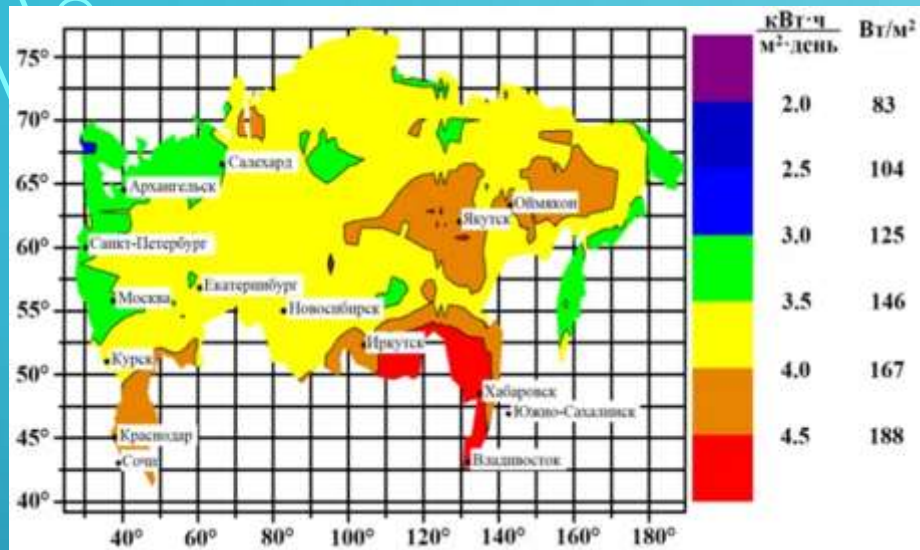 кВт·ч Вт/м²
м²·день
75°
2.0 83
70°
Салехард
2.5 104
65°
Архангельск
Оймякон
Якутск
3.0 125
60°
Санкт-Петербург
Екатеринбург
3.5 146
55°
Москва
Новосибирск
Иркутск
4.0 167
50°
Курск
Хабаровск
Южно-Сахалинск
4.5 188
45°
Краснодар
Сочи
Владивосток
40°
40° 60° 80° 100° 120° 140° 160° 180°